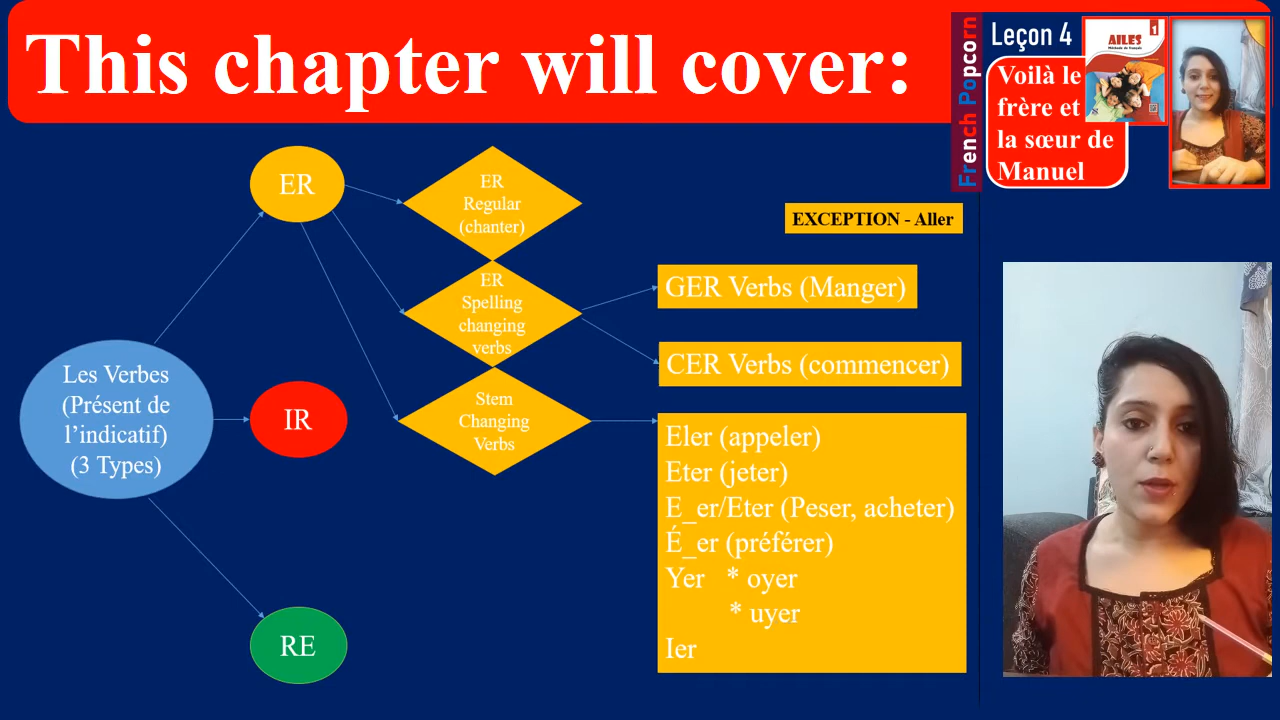 This chapter will cover:
French Popcorn
Leçon 4
AILES
1
Voilà le
frère et
la sœur de
Manuel
ER
ER
Regular
(chanter)
EXCEPTION - Aller
ER
Spelling
changing
verbs
GER Verbs (Manger)
CER Verbs (commencer)
Les Verbes
(Présent de
l’indicatif)
(3 Types)
IR
Stem
Changing
Verbs
Eler (appeler)
Eter (jeter)
E_er/Eter (Peser, acheter)
É_er (préférer)
Yer * oyer
* uyer
Ier
RE